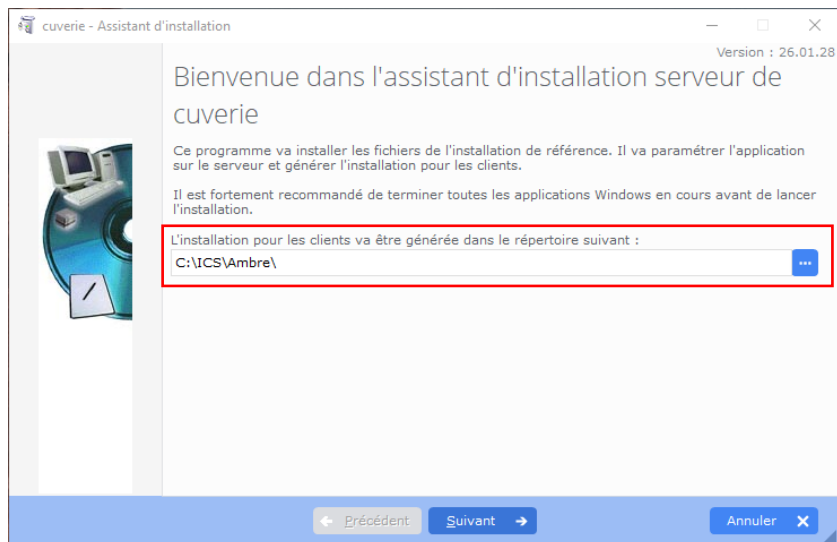 cuverie - Assistant d'installation
Version : 26.01.28
Bienvenue dans l'assistant d'installation serveur de
cuverie
Ce programme va installer les fichiers de l'installation de référence. Il va paramétrer l'application
sur le serveur et générer l'installation pour les clients.
Il est fortement recommandé de terminer toutes les applications Windows en cours avant de lancer
l'installation.
L'installation pour les clients va être générée dans le répertoire suivant :
C:\ICS\Ambre\
...
Précédent
Suivant
Annuler